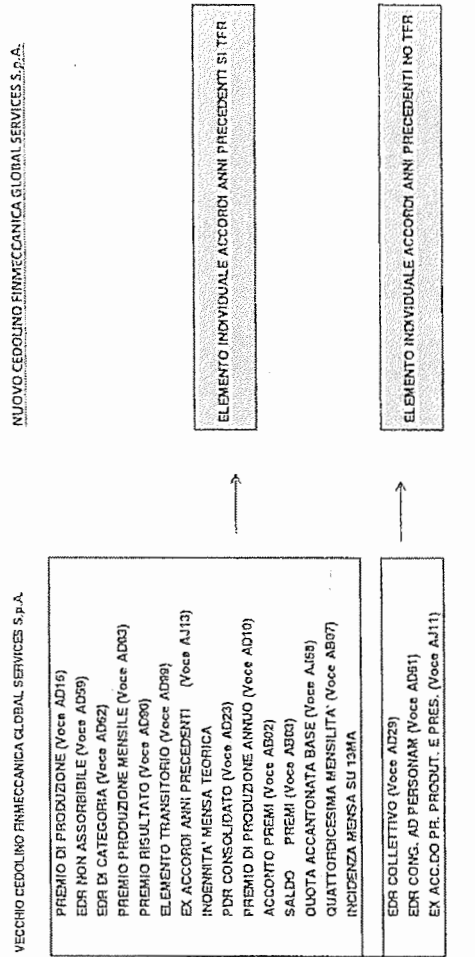 VECCHIO CEDOLINO FINMECCANICA GLOBAL SERVICES S.p.A.
NUOVO CEDOLINO FINMECCANICA GLOBAL SERVICES S.p.A.
PREMIO DI PRODUZIONE (Voce AD16)
EDR NON ASSORBIBILE (Voce AD59)
EDR DI CATEGORIA (Voce AD62)
PREMIO PRODUZIONE MENSILE (Voce AD03)
PREMIO RISULTATO (Voce AD90)
ELEMENTO TRANSITORIO (Voce AD99)
EX ACCORDI ANNI PRECEDENTI (Voce AJ13)
INDENNITA' MENSA TEORICA
PDR CONSOLIDATO (Voce AD23)
PREMIO DI PRODUZIONE ANNUO (Voce AD10)
ACCONTO PREMI (Voce AB02)
SALDO PREMI (Voce AB03)
QUOTA ACCANTONATA BASE (Voce AJ58)
QUATTORDICESIMA MENSILITA' (Voce AB07)
INCIDENZA MENSA SU 13MA
ELEMENTO INDIVIDUALE ACCORDI ANNI PRECEDENTI SI TFR
EDR COLLETTIVO (Voce AD29)
EDR CONG. AD PERSONAM (Voce AD61)
EX ACC.DO PR. PRODUT. E PRES. (Voce AJ11)
ELEMENTO INDIVIDUALE ACCORDI ANNI PRECEDENTI NO TFR